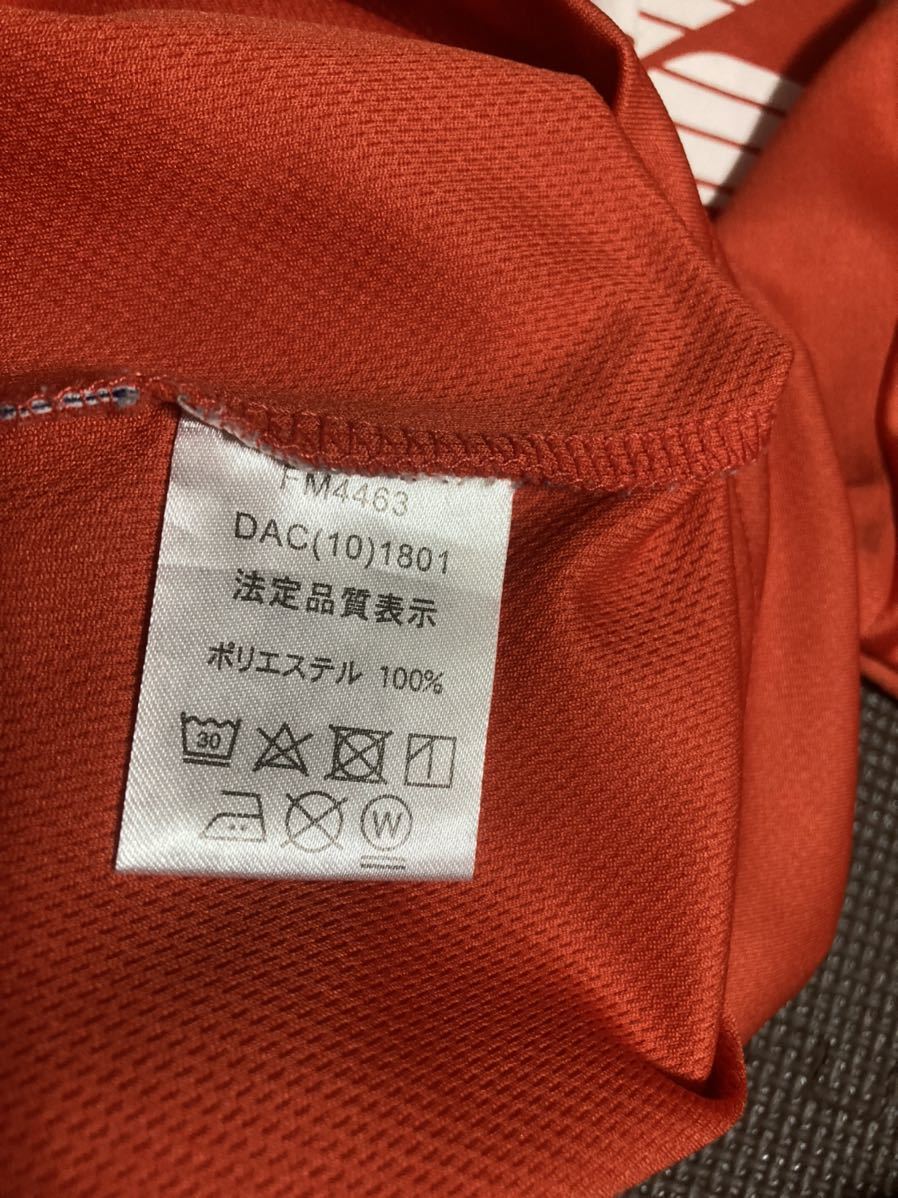 FM4463
DAC(10)1801
法定品質表示
ポリエステル 100%
30
W